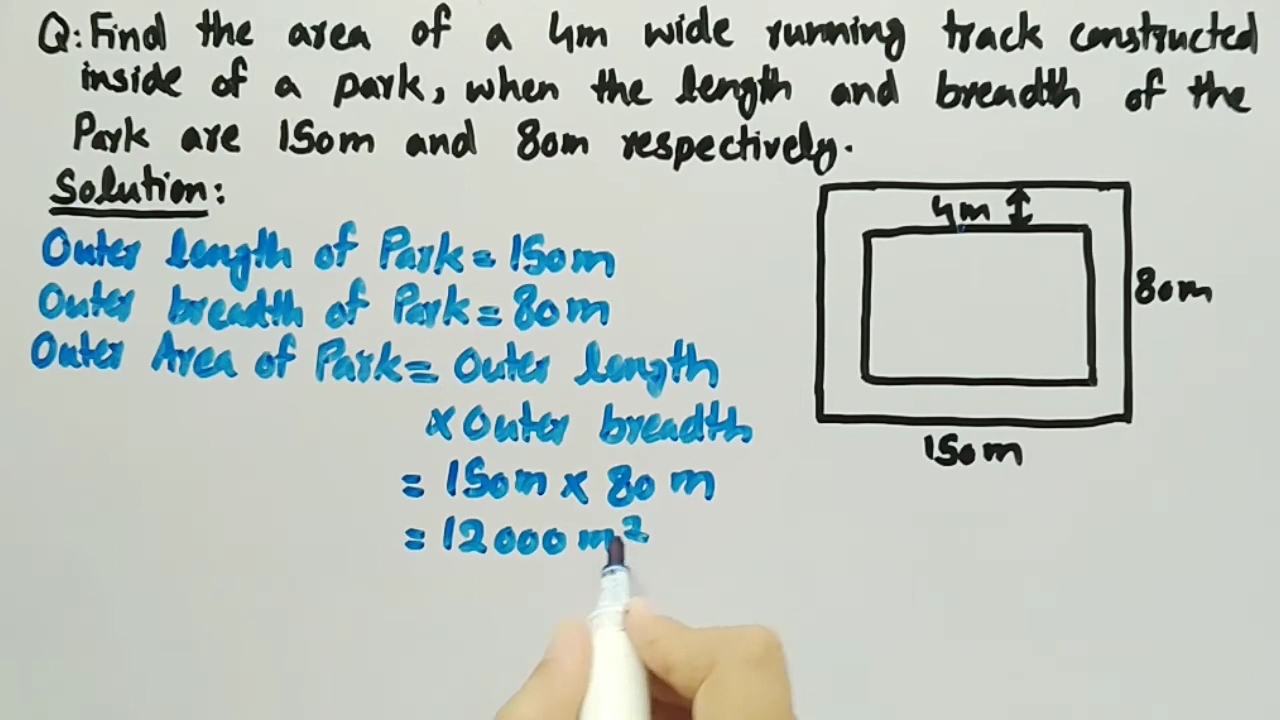 Q: Find the area of a 4m wide running track constructed
inside of a park, when the length and breadth of the
Park are 150m and 80m respectively.
Solution:
4m
Outer length of Park = 150m
80m
Outer breadth of Park = 80m
Outer Area of Park = Outer length
x Outer breadth
150m
= 150m x 80m
= 12000 m²